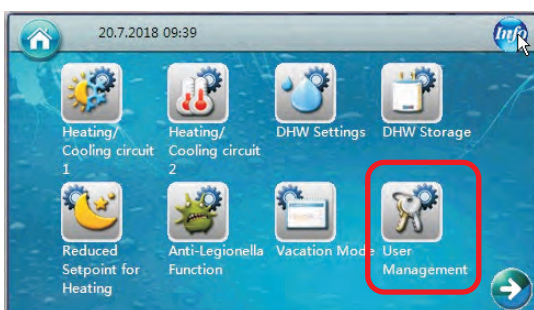 20.7.2018 09:39
Info
Heating/
Cooling circuit
1
Heating/
Cooling circuit
2
DHW Settings
DHW Storage
Reduced
Setpoint for
Heating
Anti-Legionella
Function
Vacation Mode
User
Management